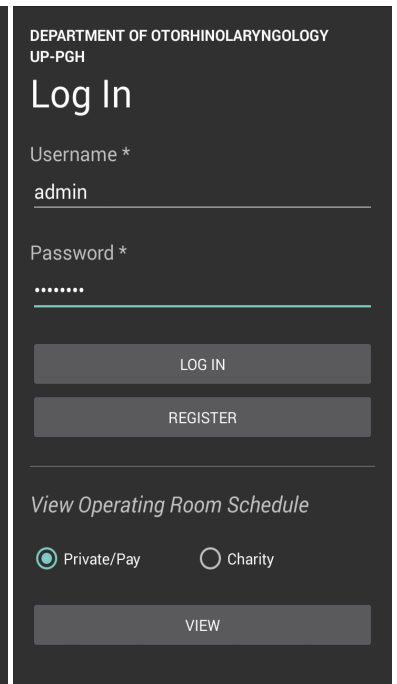 DEPARTMENT OF OTORHINOLARYNGOLOGY
UP-PGH
Log In
Username *
admin
Password *
••••••••
LOG IN
REGISTER
View Operating Room Schedule
Private/Pay
Charity
VIEW